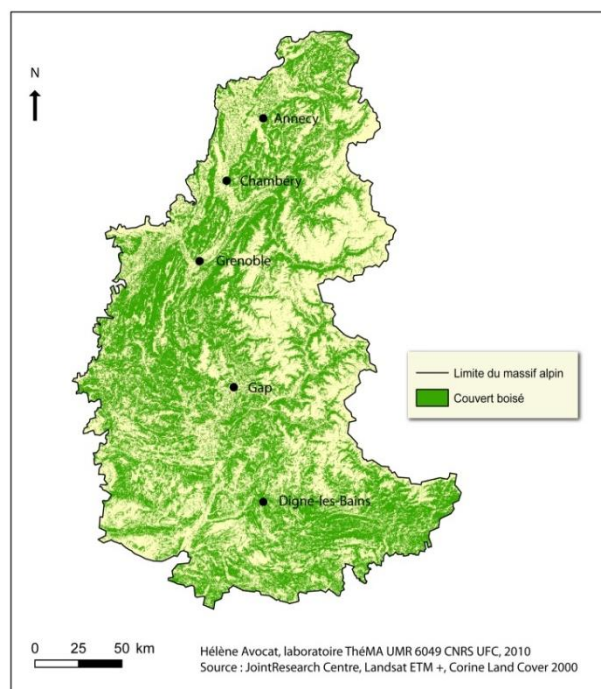 N
Annecy
Chambéry
Grenoble
Gap
Digne-les-Bains
Limite du massif alpin
Couvert boisé
0 25 50 km
Hélène Avocat, laboratoire ThéMA UMR 6049 CNRS UFC, 2010
Source : JointResearch Centre, Landsat ETM +, Corine Land Cover 2000